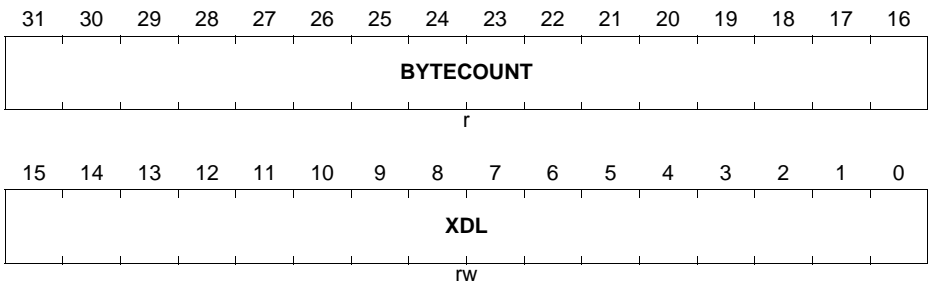 31 30 29 28 27 26 25 24 23 22 21 20 19 18 17 16
BYTECOUNT
r
15 14 13 12 11 10 9 8 7 6 5 4 3 2 1 0
XDL
rw